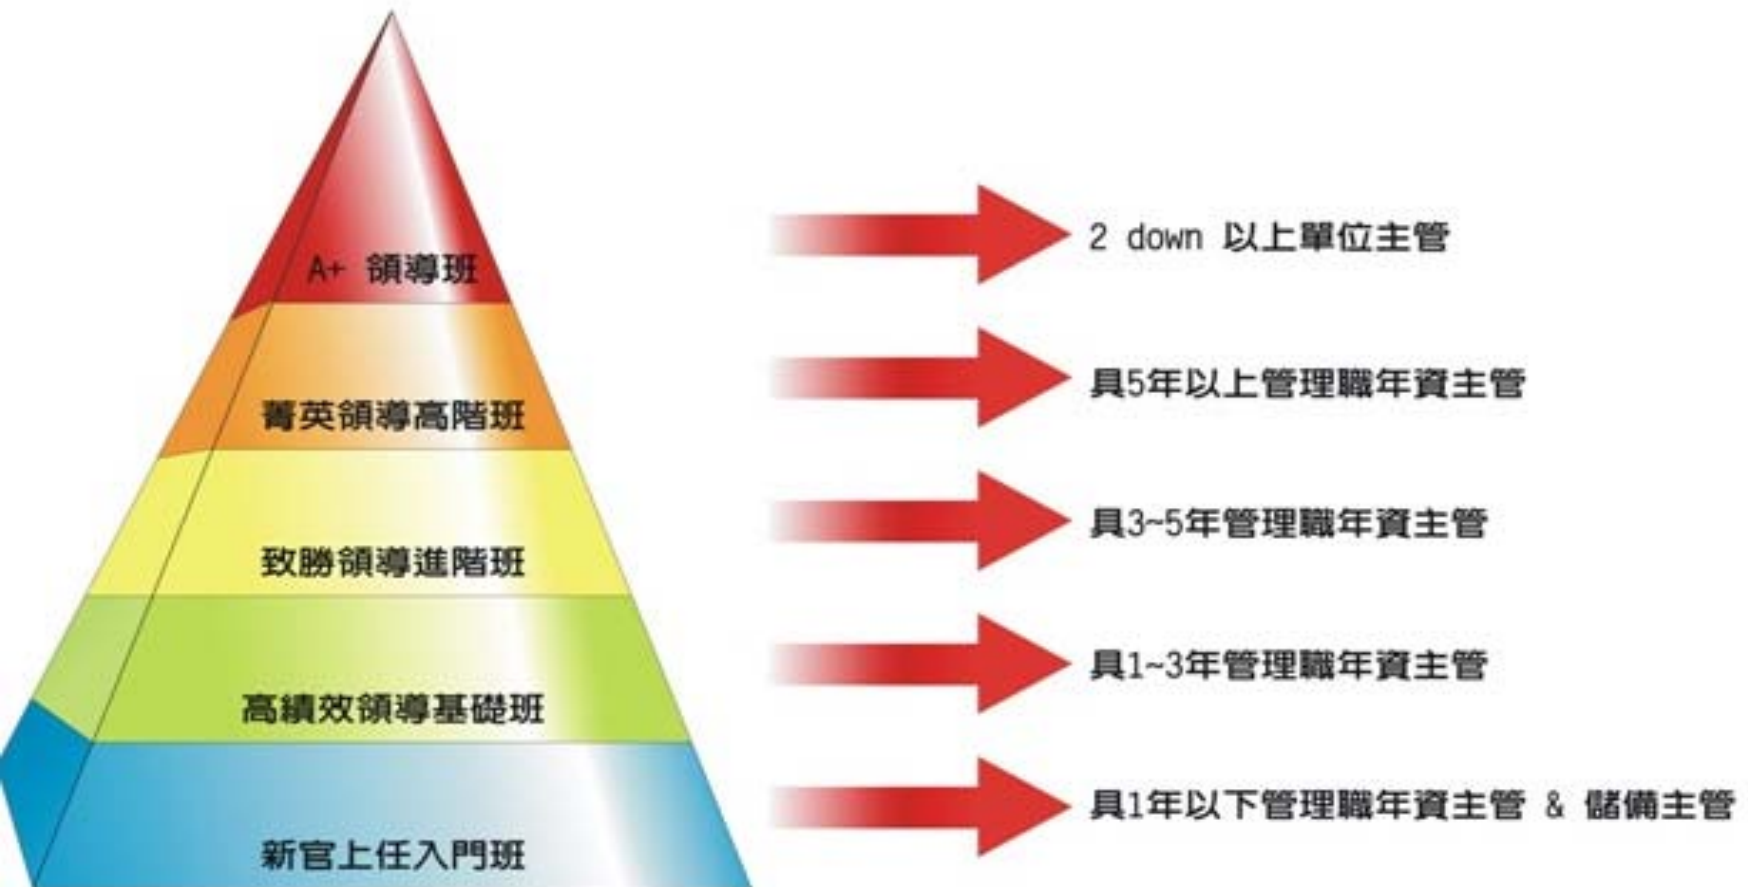 A+ 領導班
2 down 以上單位主管
菁英領導高階班
具5年以上管理職年資主管
致勝領導進階班
具3~5年管理職年資主管
高績效領導基礎班
具1~3年管理職年資主管
新官上任入門班
具1年以下管理職年資主管 & 儲備主管